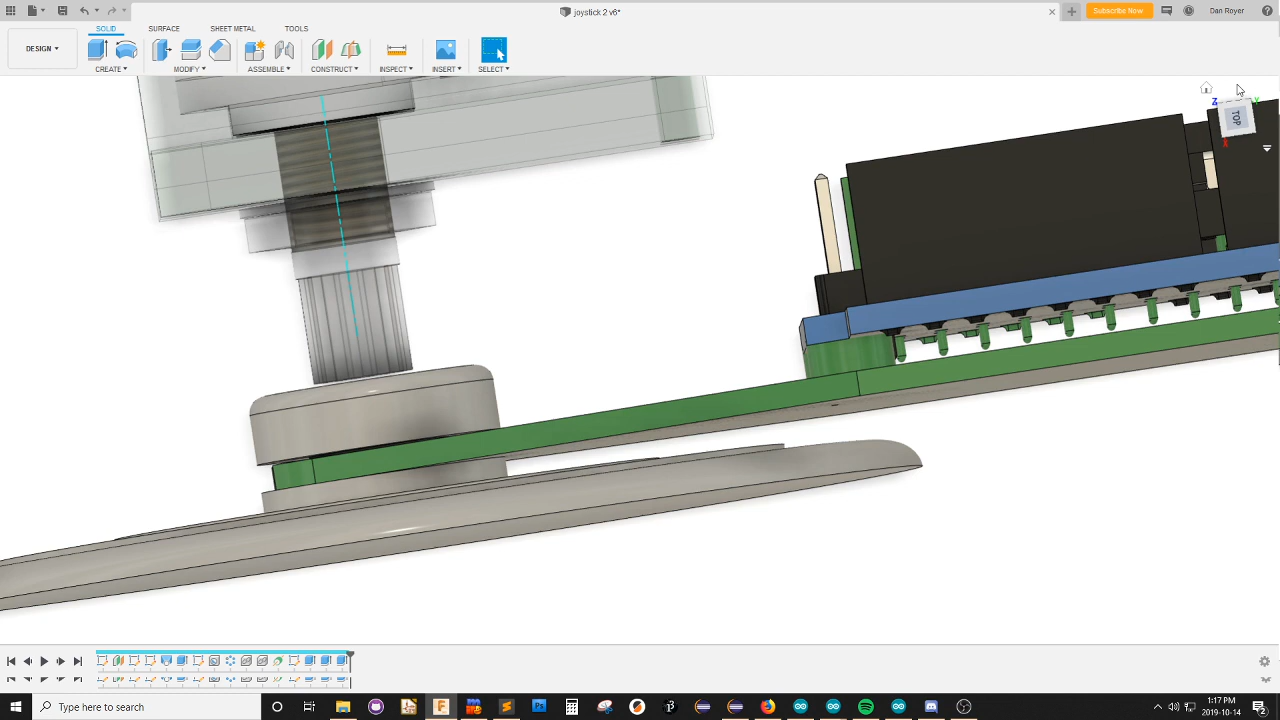 joystick 2 v6*
Subscribe Now
Dan Royer
SOLID
SURFACE
SHEET METAL
TOOLS
DESIGN
CREATE
MODIFY
ASSEMBLE
CONSTRUCT
INSPECT
INSERT
SELECT
Z
Y
TOP
X
Type here to search
1:17 PM
2019-10-14